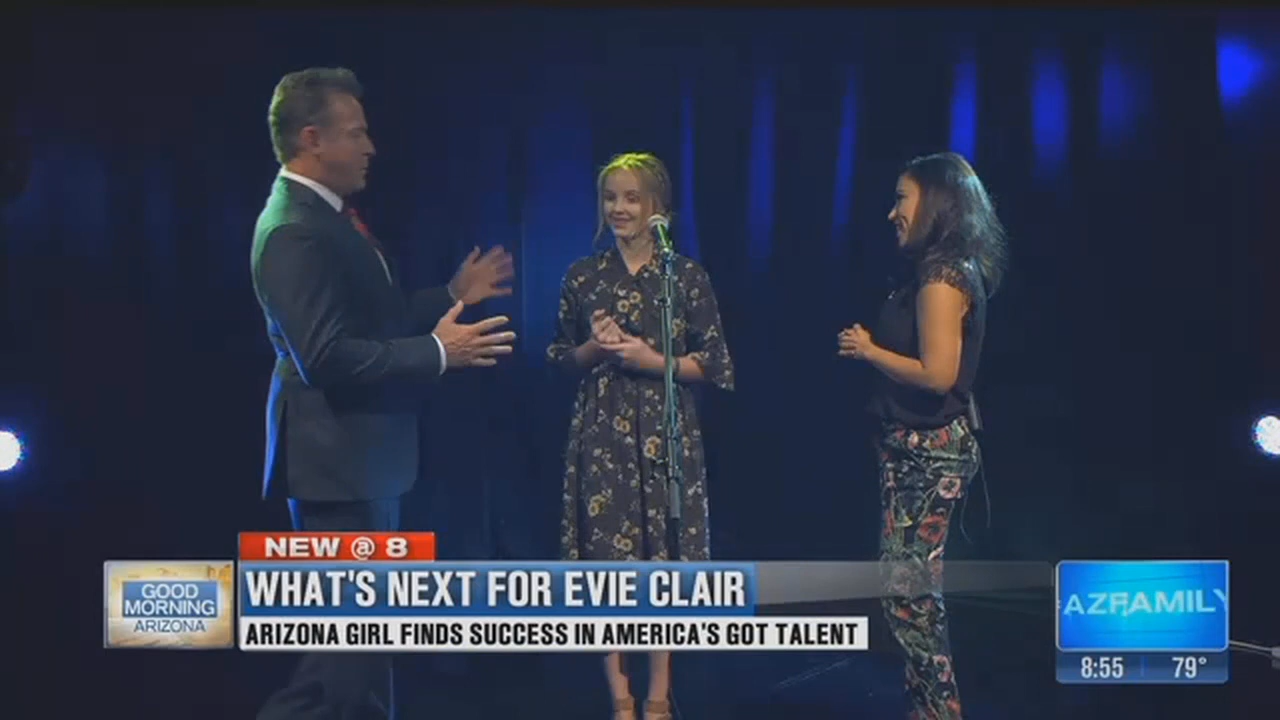 NEW @ 8
GOOD
MORNING
ARIZONA
WHAT'S NEXT FOR EVIE CLAIR
ARIZONA GIRL FINDS SUCCESS IN AMERICA'S GOT TALENT
AZFAMILY
8:55 79°